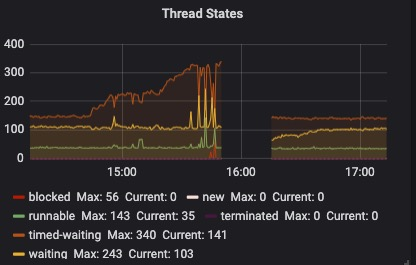 Thread States
400
300
200
100
0
15:00 16:00 17:00
blocked Max: 56 Current: 0 new Max: 0 Current: 0
runnable Max: 143 Current: 35 terminated Max: 0 Current: 0
timed-waiting Max: 340 Current: 141
waiting Max: 243 Current: 103